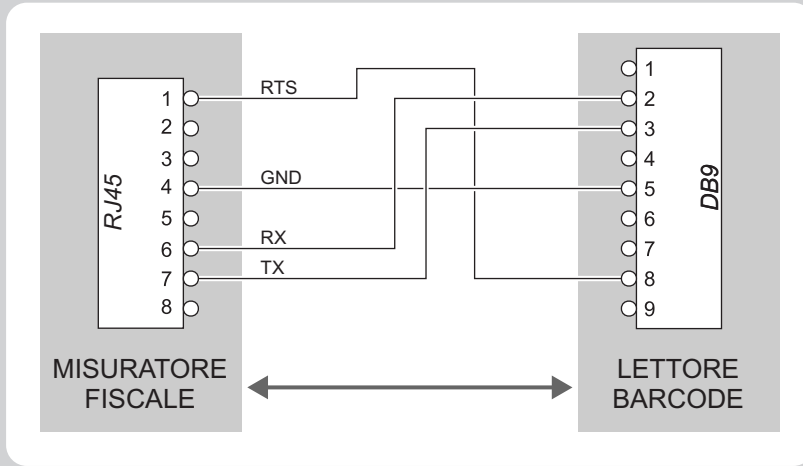 RJ45
1
2
3
4
5
6
7
8
RTS
GND
RX
TX
1
2
3
4
5
6
7
8
9
DB9
MISURATORE
FISCALE
LETTORE
BARCODE